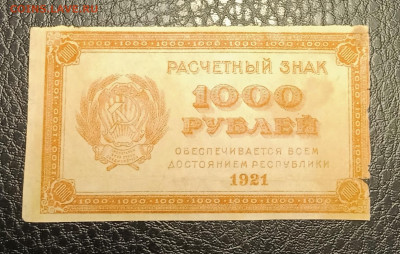 РАСЧЕТНЫЙ ЗНАК
1000
РУБЛЕЙ
ОБЕСПЕЧИВАЕТСЯ ВСЕМ
ДОСТОЯНИЕМ РЕСПУБЛИКИ
1921